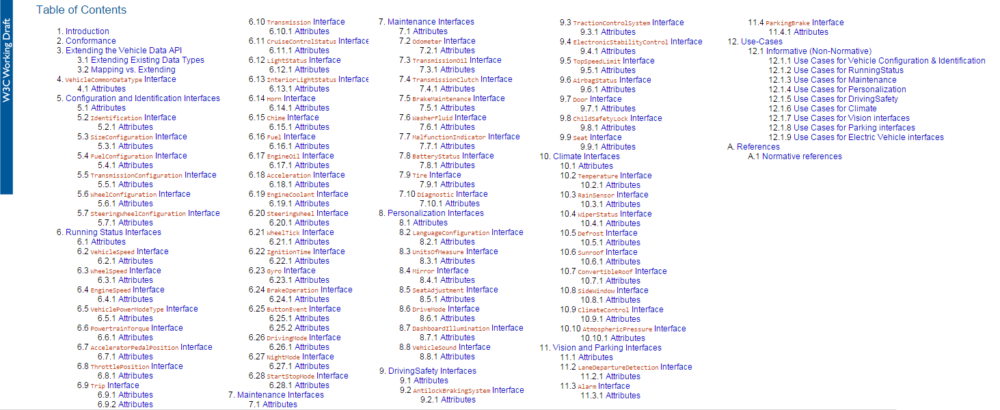 W3C Working Draft
Table of Contents
1. Introduction
2. Conformance
3. Extending the Vehicle Data API
3.1 Extending Existing Data Types
3.2 Mapping vs. Extending
4. VehicleCommonDataType Interface
4.1 Attributes
5. Configuration and Identification Interfaces
5.1 Attributes
5.2 Identification Interface
5.2.1 Attributes
5.3 SizeConfiguration Interface
5.3.1 Attributes
5.4 FuelConfiguration Interface
5.4.1 Attributes
5.5 TransmissionConfiguration Interface
5.5.1 Attributes
5.6 WheelConfiguration Interface
5.6.1 Attributes
5.7 SteeringWheelConfiguration Interface
5.7.1 Attributes
6. Running Status Interfaces
6.1 Attributes
6.2 VehicleSpeed Interface
6.2.1 Attributes
6.3 WheelSpeed Interface
6.3.1 Attributes
6.4 EngineSpeed Interface
6.4.1 Attributes
6.5 VehiclePowerModeType Interface
6.5.1 Attributes
6.6 PowertrainTorque Interface
6.6.1 Attributes
6.7 AcceleratorPedalPosition Interface
6.7.1 Attributes
6.8 ThrottlePosition Interface
6.8.1 Attributes
6.9 Trip Interface
6.9.1 Attributes
6.9.2 Attributes
6.10 Transmission Interface
6.10.1 Attributes
6.11 CruiseControlStatus Interface
6.11.1 Attributes
6.12 LightStatus Interface
6.12.1 Attributes
6.13 InteriorLightStatus Interface
6.13.1 Attributes
6.14 Horn Interface
6.14.1 Attributes
6.15 Chime Interface
6.15.1 Attributes
6.16 Fuel Interface
6.16.1 Attributes
6.17 EngineOil Interface
6.17.1 Attributes
6.18 Acceleration Interface
6.18.1 Attributes
6.19 EngineCoolant Interface
6.19.1 Attributes
6.20 SteeringWheel Interface
6.20.1 Attributes
6.21 WheelTick Interface
6.21.1 Attributes
6.22 IgnitionTime Interface
6.22.1 Attributes
6.23 Gyro Interface
6.23.1 Attributes
6.24 BrakeOperation Interface
6.24.1 Attributes
6.25 ButtonEvent Interface
6.25.1 Attributes
6.25.2 Attributes
6.26 DrivingMode Interface
6.26.1 Attributes
6.27 NightMode Interface
6.27.1 Attributes
6.28 StartStopMode Interface
6.28.1 Attributes
7. Maintenance Interfaces
7.1 Attributes
7. Maintenance Interfaces
7.1 Attributes
7.2 Odometer Interface
7.2.1 Attributes
7.3 TransmissionOil Interface
7.3.1 Attributes
7.4 TransmissionClutch Interface
7.4.1 Attributes
7.5 BrakeMaintenance Interface
7.5.1 Attributes
7.6 WasherFluid Interface
7.6.1 Attributes
7.7 MalfunctionIndicator Interface
7.7.1 Attributes
7.8 BatteryStatus Interface
7.8.1 Attributes
7.9 Tire Interface
7.9.1 Attributes
7.10 Diagnostic Interface
7.10.1 Attributes
8. Personalization Interfaces
8.1 Attributes
8.2 LanguageConfiguration Interface
8.2.1 Attributes
8.3 UnitsOfMeasure Interface
8.3.1 Attributes
8.4 Mirror Interface
8.4.1 Attributes
8.5 SeatAdjustment Interface
8.5.1 Attributes
8.6 DriveMode Interface
8.6.1 Attributes
8.7 DashboardIllumination Interface
8.7.1 Attributes
8.8 VehicleSound Interface
8.8.1 Attributes
9. DrivingSafety Interfaces
9.1 Attributes
9.2 AntilockBrakingSystem Interface
9.2.1 Attributes
9.3 TractionControlSystem Interface
9.3.1 Attributes
9.4 ElectronicStabilityControl Interface
9.4.1 Attributes
9.5 TopSpeedLimit Interface
9.5.1 Attributes
9.6 AirbagStatus Interface
9.6.1 Attributes
9.7 Door Interface
9.7.1 Attributes
9.8 ChildSafetyLock Interface
9.8.1 Attributes
9.9 Seat Interface
9.9.1 Attributes
10. Climate Interfaces
10.1 Attributes
10.2 Temperature Interface
10.2.1 Attributes
10.3 RainSensor Interface
10.3.1 Attributes
10.4 WiperStatus Interface
10.4.1 Attributes
10.5 Defrost Interface
10.5.1 Attributes
10.6 Sunroof Interface
10.6.1 Attributes
10.7 ConvertibleRoof Interface
10.7.1 Attributes
10.8 SideWindow Interface
10.8.1 Attributes
10.9 ClimateControl Interface
10.9.1 Attributes
10.10 AtmosphericPressure Interface
10.10.1 Attributes
11. Vision and Parking Interfaces
11.1 Attributes
11.2 LaneDepartureDetection Interface
11.2.1 Attributes
11.3 Alarm Interface
11.3.1 Attributes
11.4 ParkingBrake Interface
11.4.1 Attributes
12. Use-Cases
12.1 Informative (Non-Normative)
12.1.1 Use Cases for Vehicle Configuration & Identification
12.1.2 Use Cases for RunningStatus
12.1.3 Use Cases for Maintenance
12.1.4 Use Cases for Personalization
12.1.5 Use Cases for DrivingSafety
12.1.6 Use Cases for Climate
12.1.7 Use Cases for Vision interfaces
12.1.8 Use Cases for Parking interfaces
12.1.9 Use Cases for Electric Vehicle interfaces
A. References
A.1 Normative references